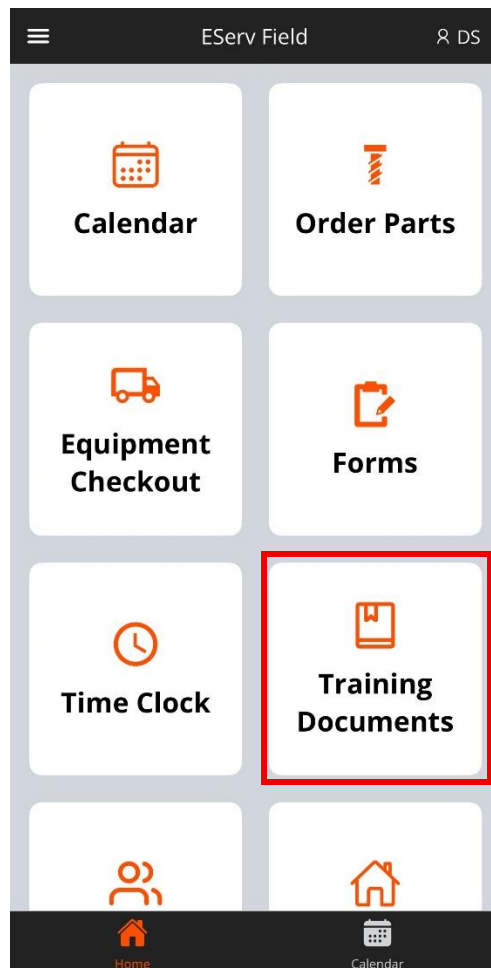 EServ Field
DS
Calendar
Order Parts
Equipment
Checkout
Forms
Time Clock
Training
Documents
Home
Calendar